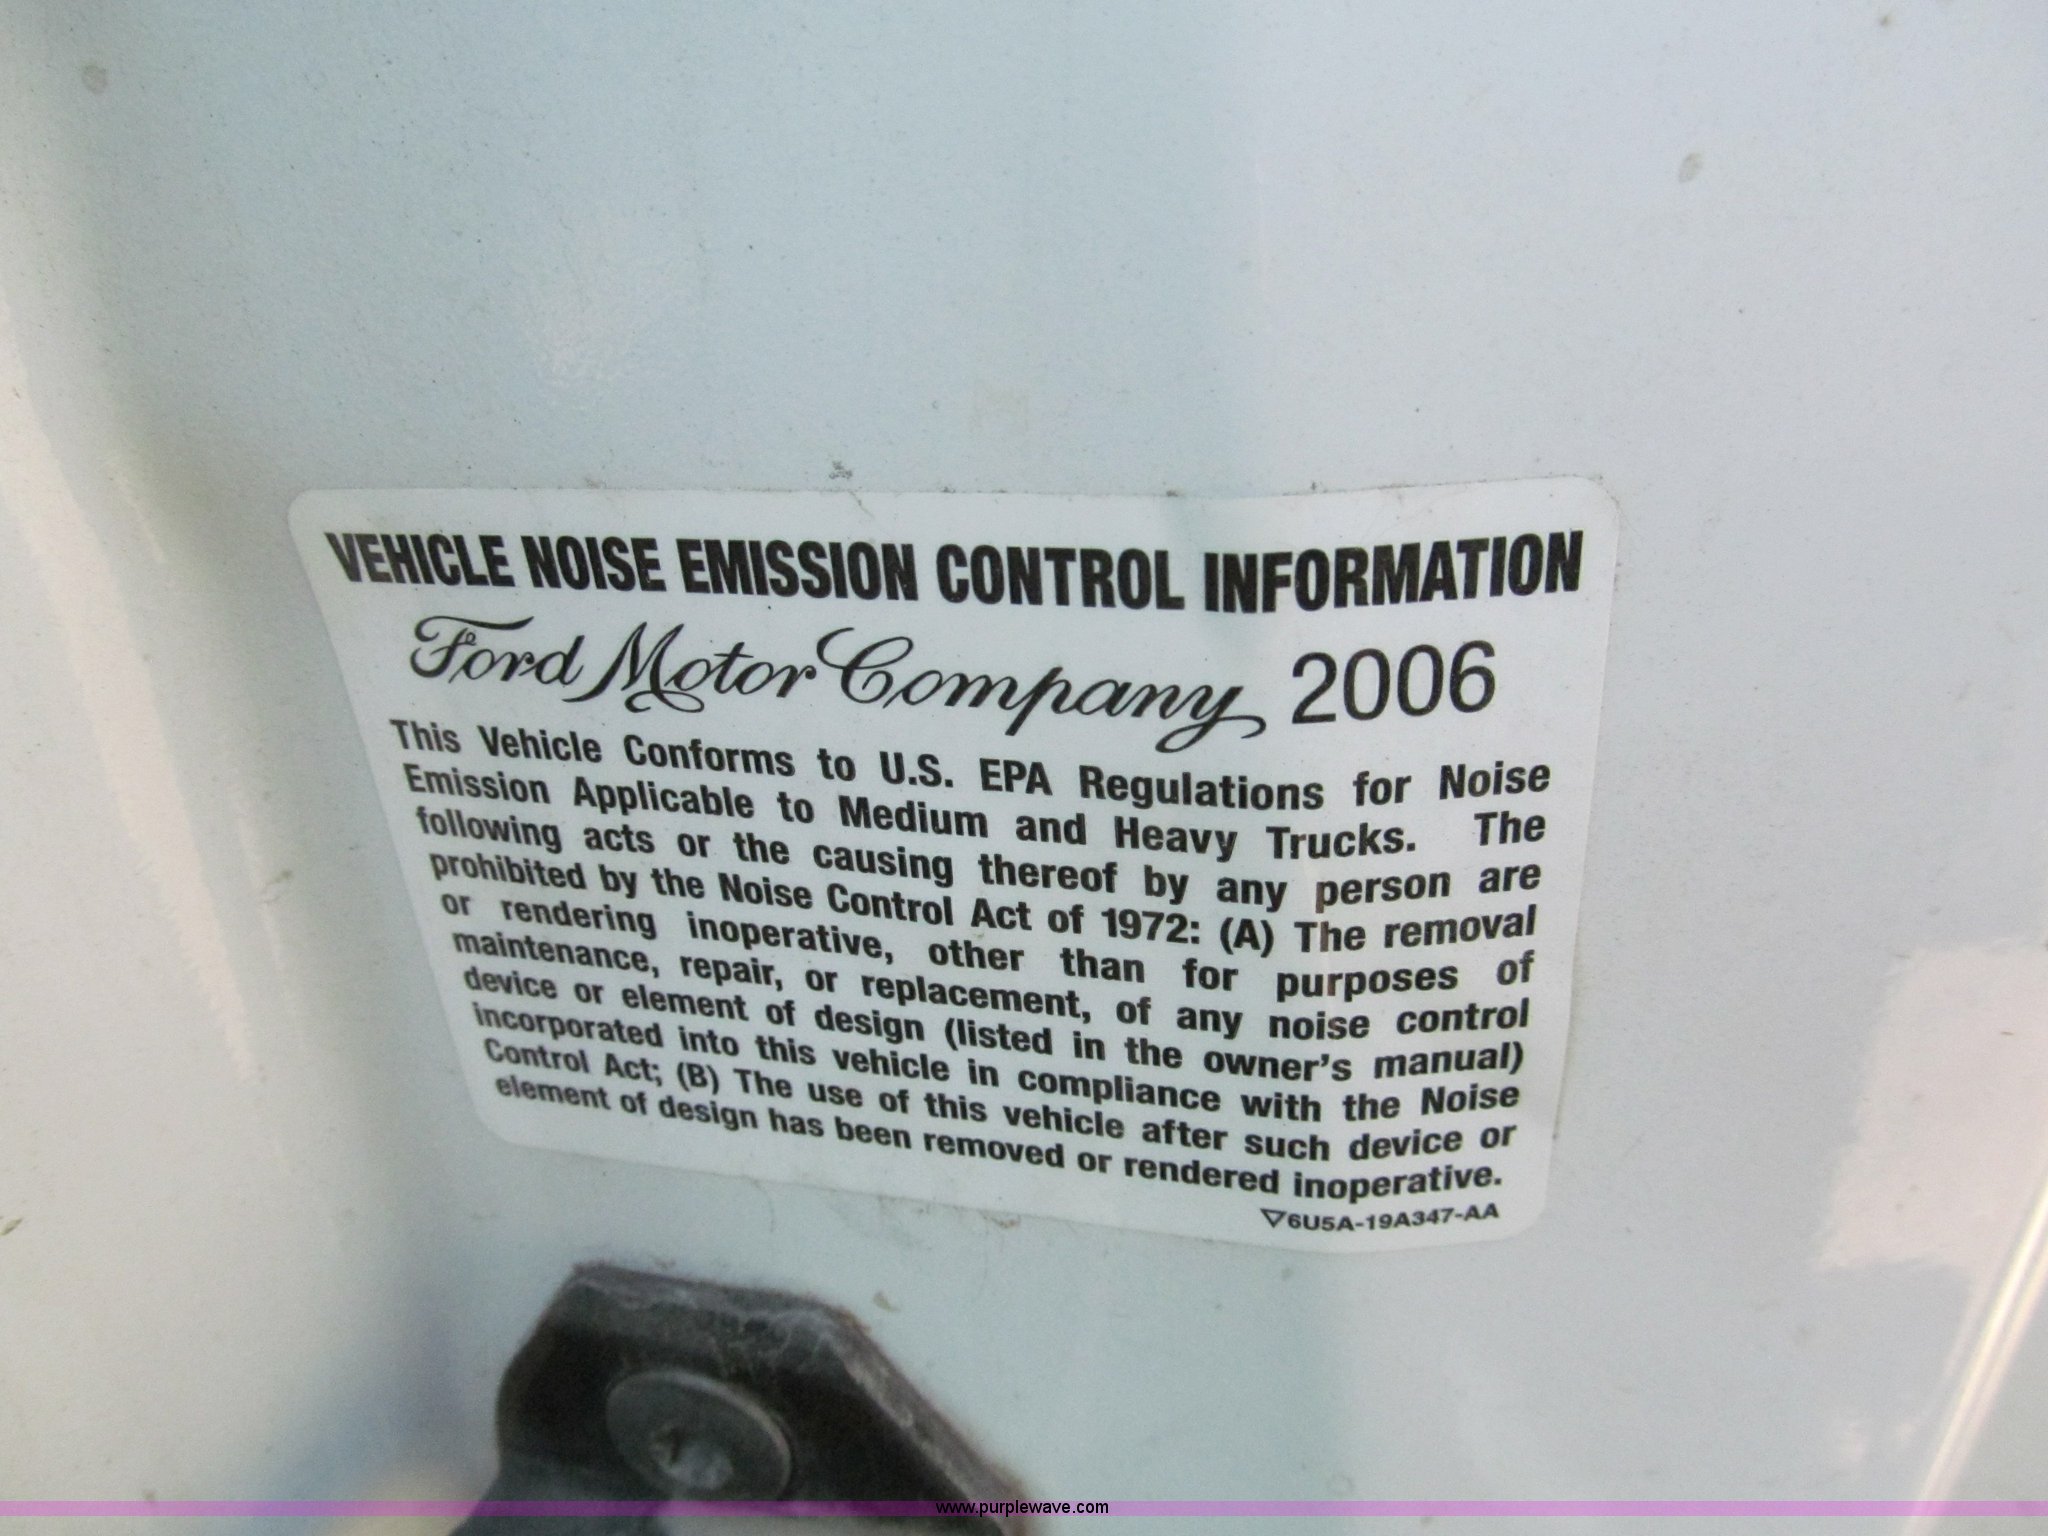 VEHICLE NOISE EMISSION CONTROL INFORMATION
Ford Motor Company 2006
This Vehicle Conforms to U.S. EPA Regulations for Noise
Emission Applicable to Medium and Heavy Trucks. The
following acts or the causing thereof by any person are
prohibited by the Noise Control Act of 1972: (A) The removal
or rendering inoperative, other than for purposes of
maintenance, repair, or replacement, of any noise control
device or element of design (listed in the owner's manual)
incorporated into this vehicle in compliance with the Noise
Control Act; (B) The use of this vehicle after such device or
element of design has been removed or rendered inoperative.
▽6U5A-19A347-AA
www.purplewave.com